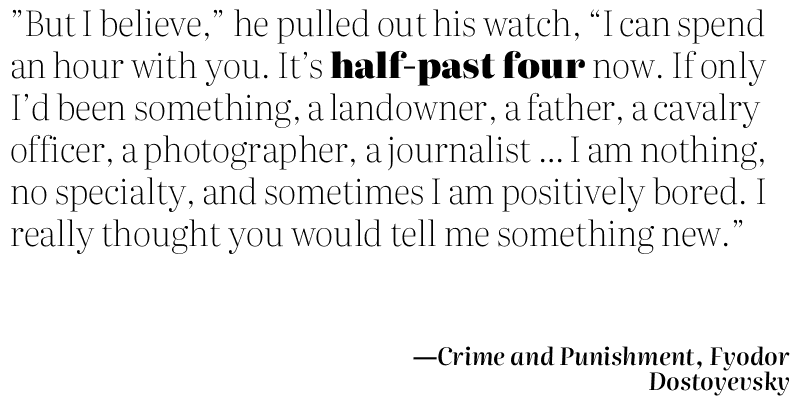 ”But I believe,” he pulled out his watch, “I can spend
an hour with you. It’s half-past four now. If only
I’d been something, a landowner, a father, a cavalry
officer, a photographer, a journalist ... I am nothing,
no specialty, and sometimes I am positively bored. I
really thought you would tell me something new.”
—Crime and Punishment, Fyodor
Dostoyevsky